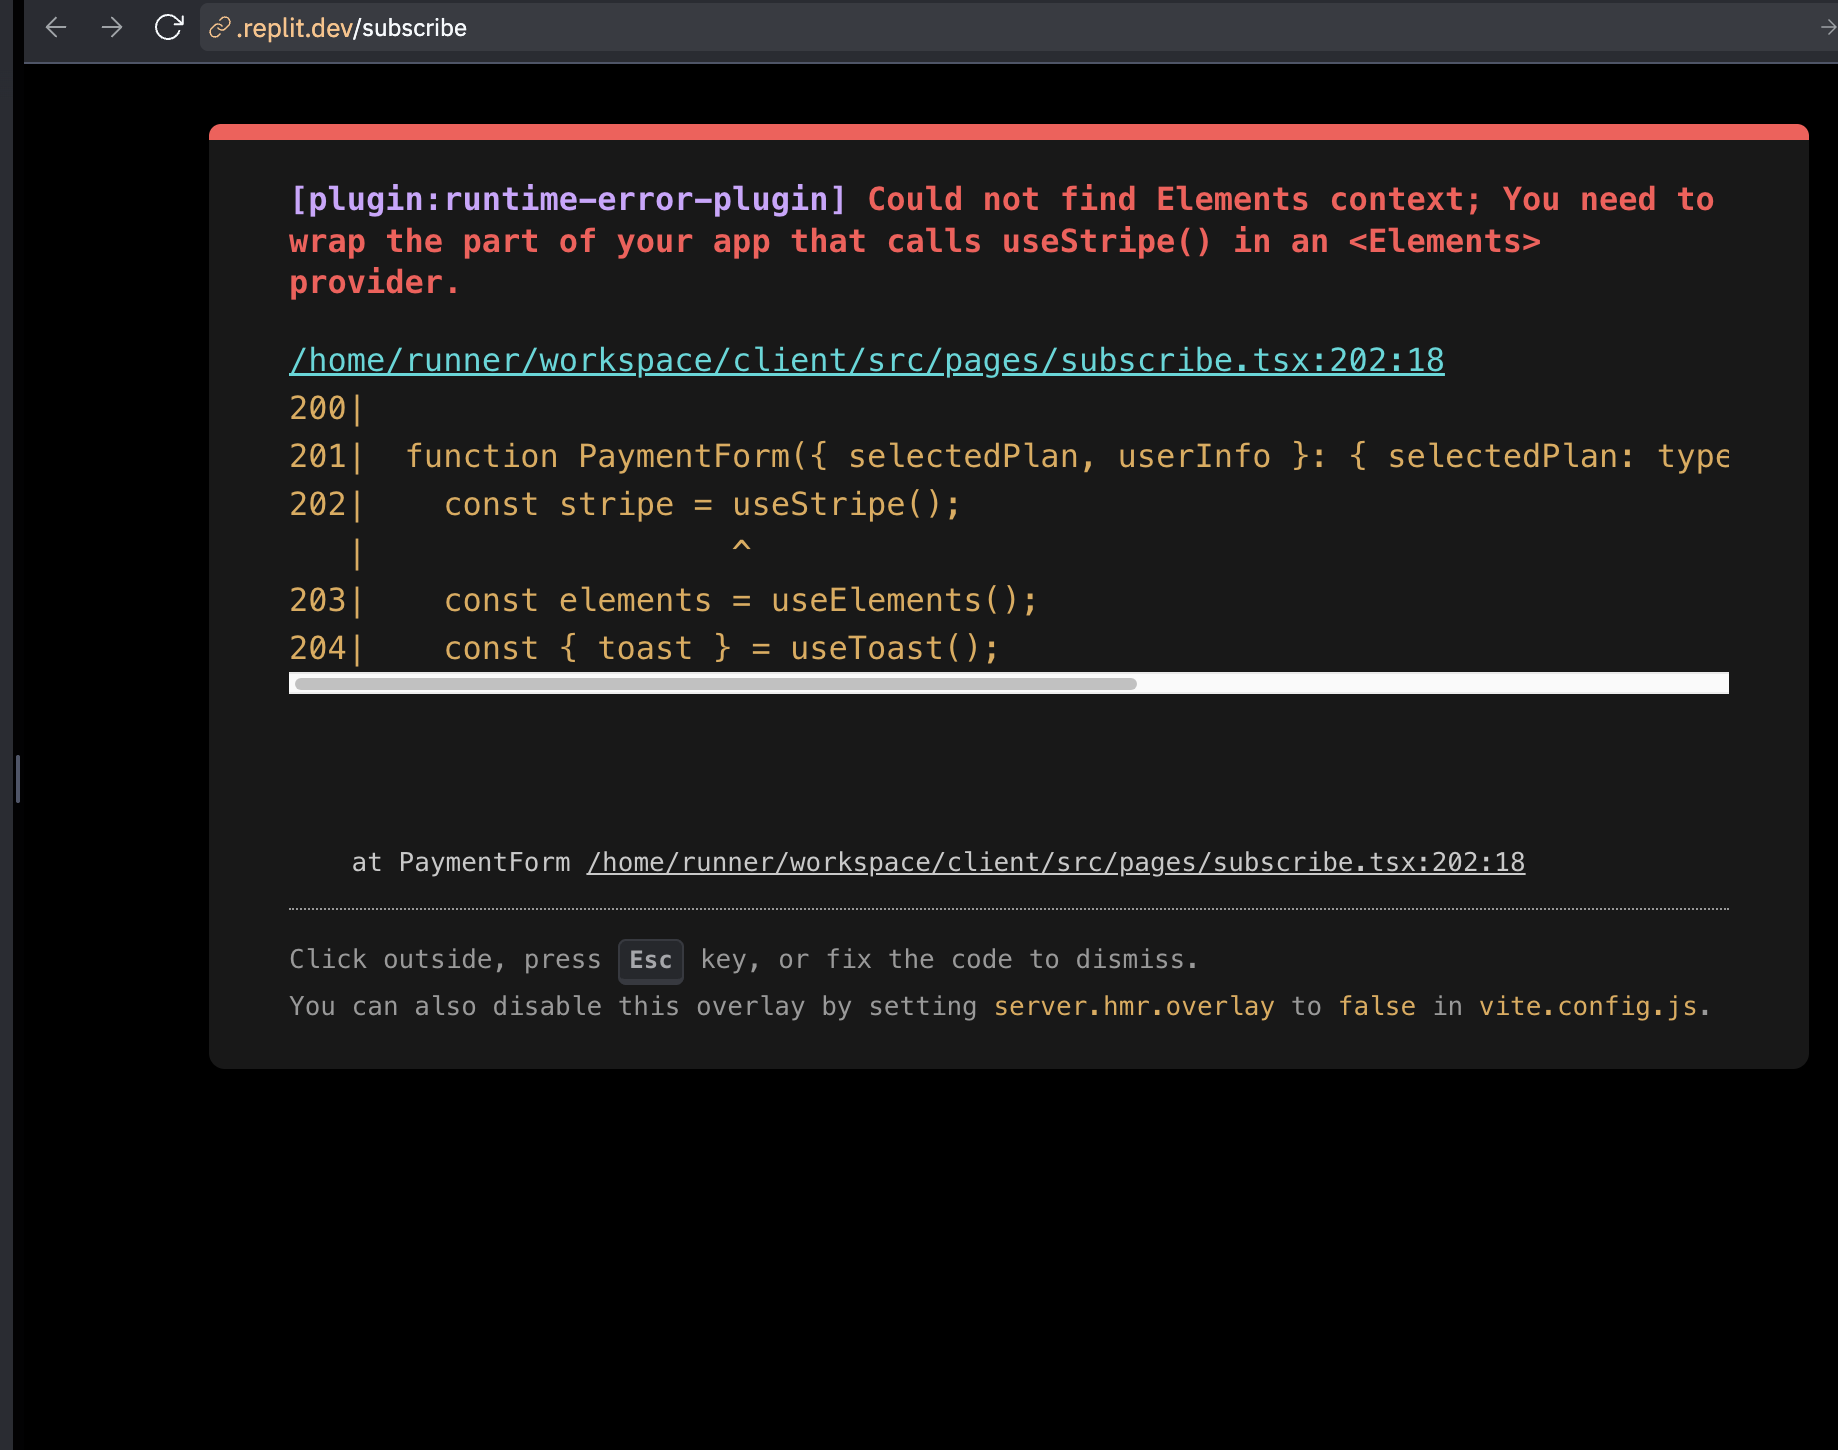 .replit.dev/subscribe
[plugin:runtime-error-plugin] Could not find Elements context; You need to
wrap the part of your app that calls useStripe() in an <Elements>
provider.
/home/runner/workspace/client/src/pages/subscribe.tsx:202:18
200|
201|  function PaymentForm({ selectedPlan, userInfo }: { selectedPlan: type
202|    const stripe = useStripe();
   |                   ^
203|    const elements = useElements();
204|    const { toast } = useToast();
at PaymentForm /home/runner/workspace/client/src/pages/subscribe.tsx:202:18
Click outside, press Esc key, or fix the code to dismiss.
You can also disable this overlay by setting server.hmr.overlay to false in vite.config.js.